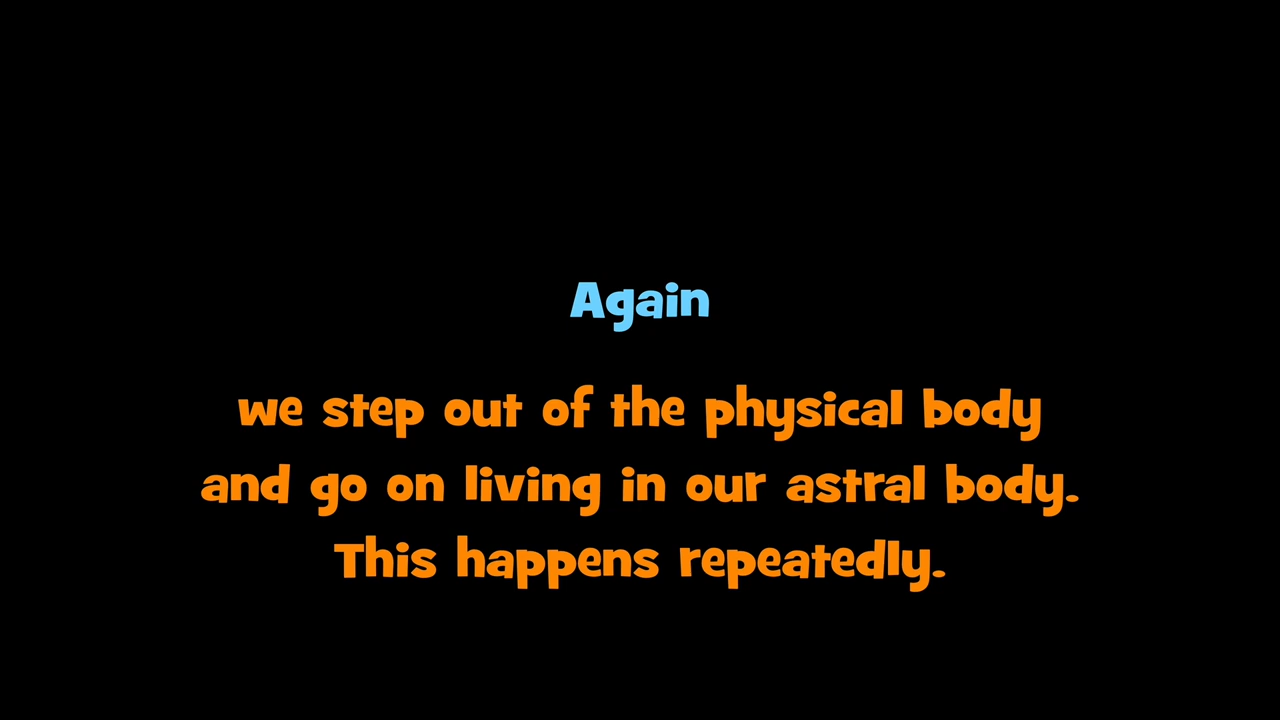 Again
we step out of the physical body
and go on living in our astral body.
This happens repeatedly.